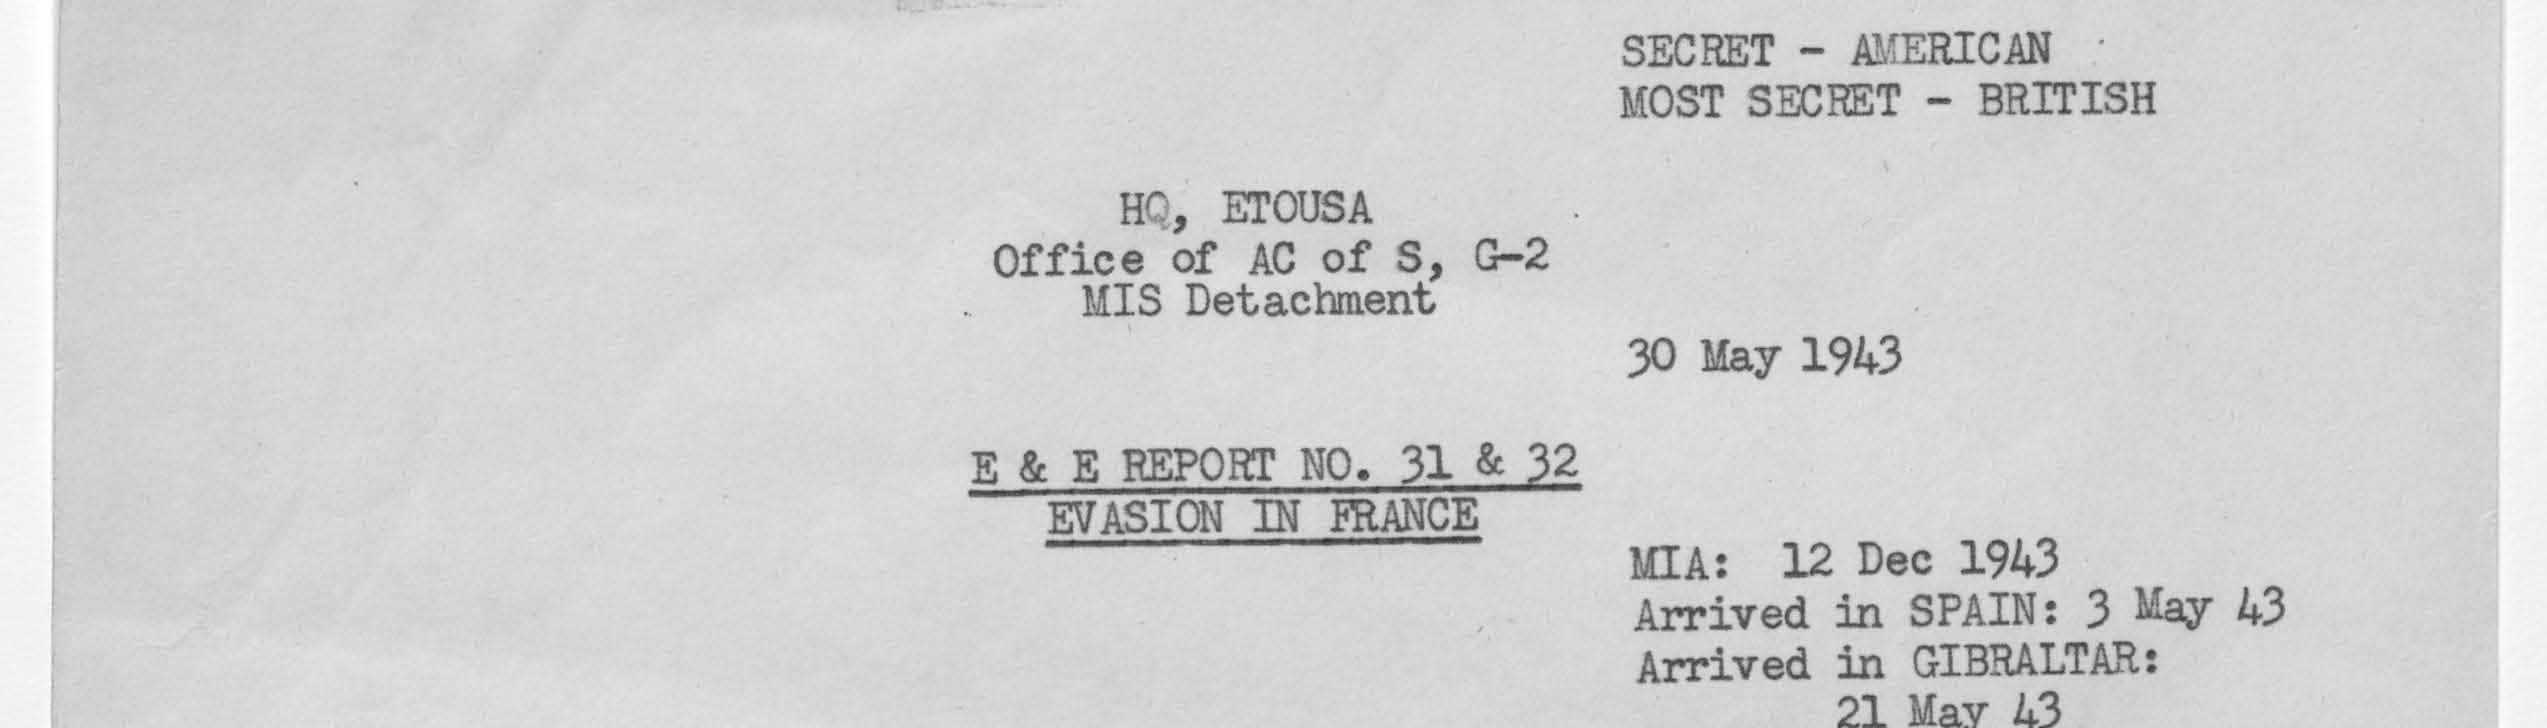 SECRET - AMERICAN
MOST SECRET - BRITISH
HQ, ETOUSA
Office of AC of S, G-2
MIS Detachment
30 May 1943
E & E REPORT NO. 31 & 32
EVASION IN FRANCE
MIA: 12 Dec 1943
Arrived in SPAIN: 3 May 43
Arrived in GIBRALTAR:
21 May 43